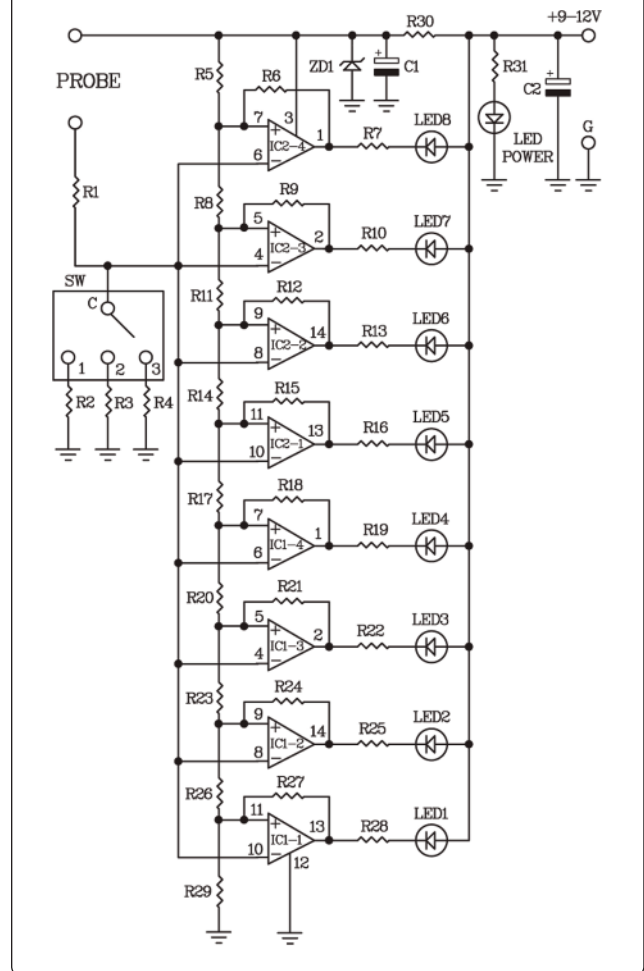 +9-12V
R30
R5
R6
ZD1
+
C1
R31
+
C2
PROBE
LED8
7
+
3
IC2-4
1
R7
LED
POWER
G
6
−
R1
R8
R9
LED7
5
+
IC2-3
2
R10
4
−
SW
R11
R12
LED6
C
9
+
IC2-2
14
R13
8
−
1
2
3
R2
R3
R4
R14
R15
LED5
11
+
IC2-1
13
R16
10
−
R17
R18
LED4
7
+
IC1-4
1
R19
6
−
R20
R21
LED3
5
+
IC1-3
2
R22
4
−
R23
R24
LED2
9
+
IC1-2
14
R25
8
−
R26
R27
LED1
11
+
IC1-1
13
R28
10
−
12
R29